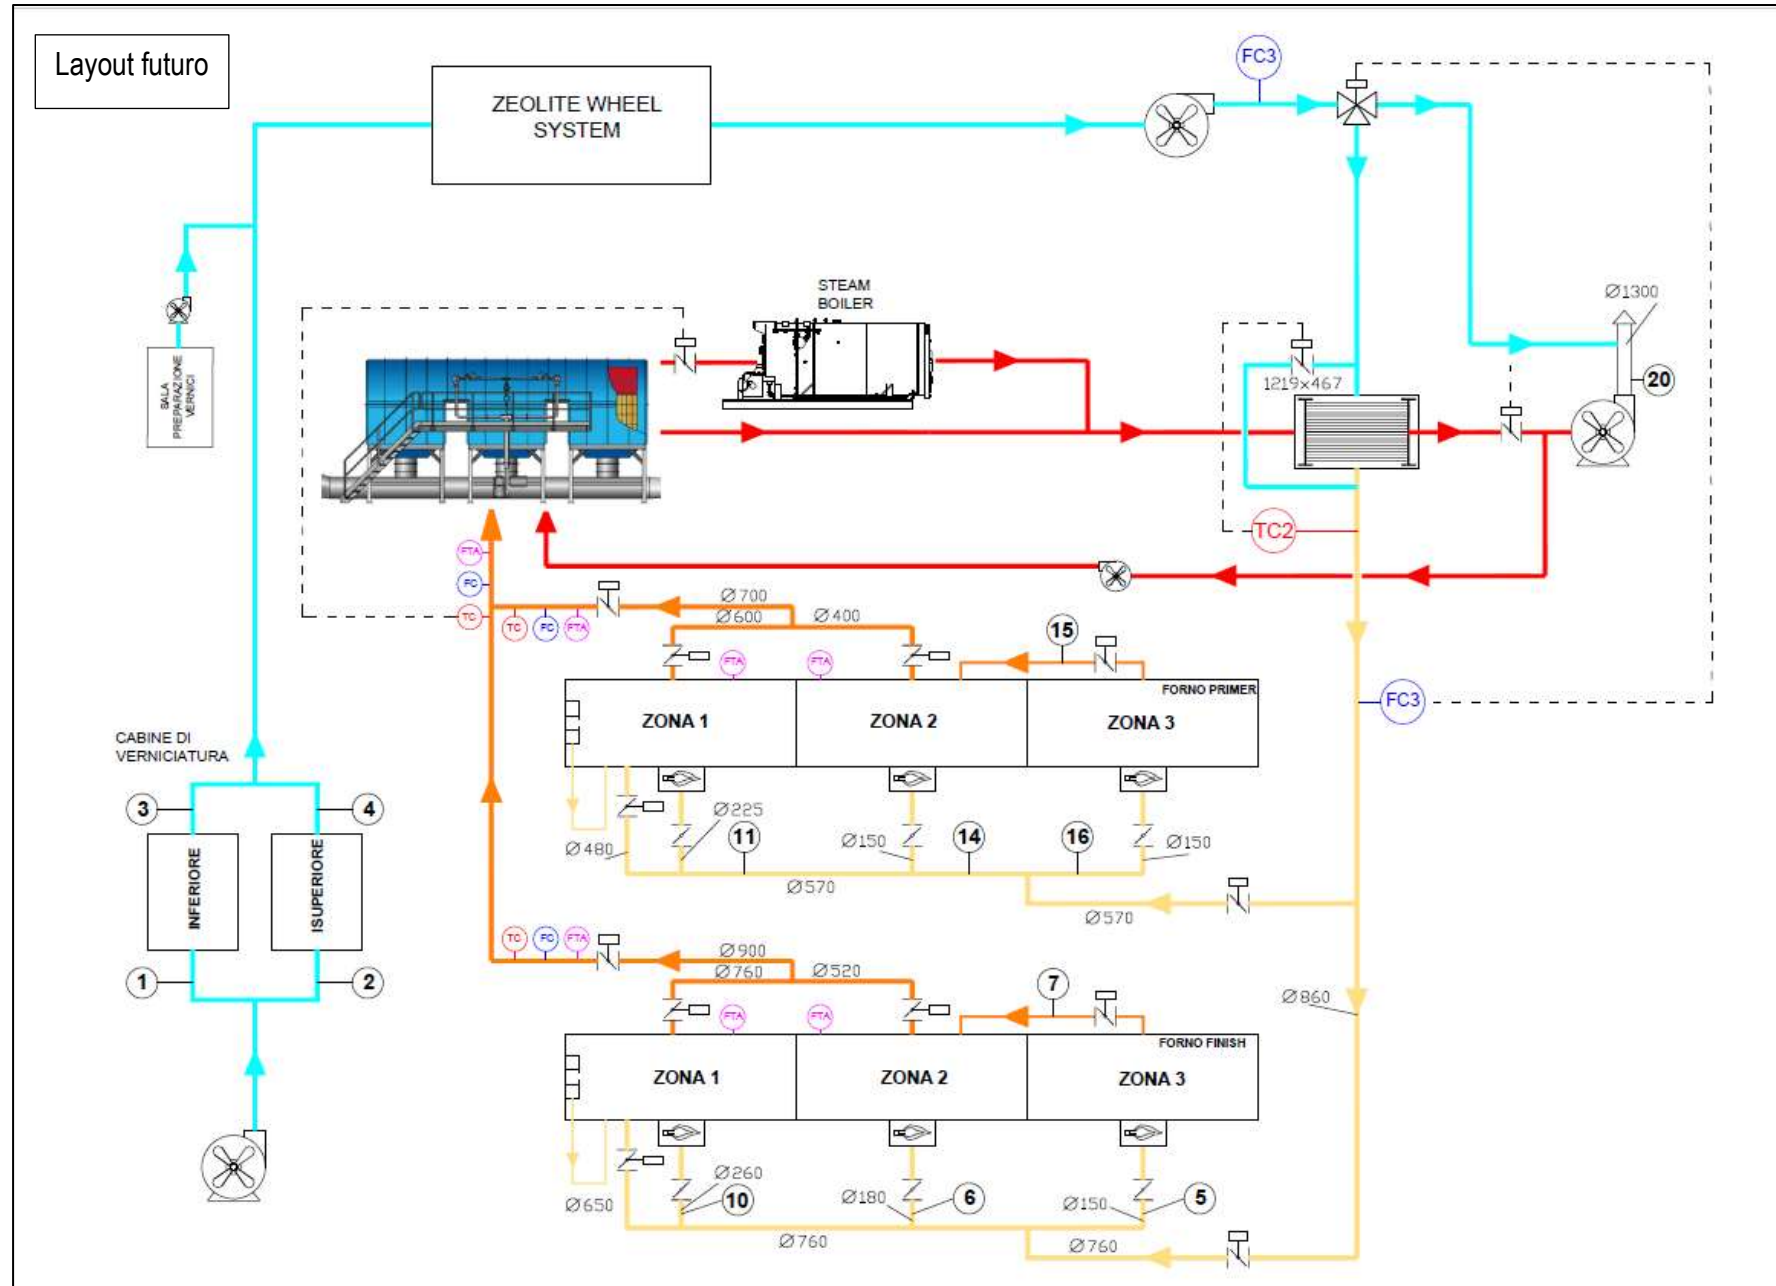 Layout futuro
ZEOLITE WHEEL
SYSTEM
FC3
STEAM
BOILER
Ø1300
20
1219x467
SALA
PREPARAZIONE
VERNICI
TC2
FTA
FC
TC
TC
FC
FTA
Ø700
Ø600
Ø400
15
FTA
FTA
FORNO PRIMER
ZONA 1
ZONA 2
ZONA 3
FC3
CABINE DI
VERNICIATURA
3
4
INFERIORE
ISUPERIORE
1
2
Ø225
11
Ø480
Ø150
14
16
Ø150
Ø570
Ø570
TC
FC
FTA
Ø900
Ø760
Ø520
7
Ø860
FTA
FTA
FORNO FINISH
ZONA 1
ZONA 2
ZONA 3
Ø260
10
Ø650
Ø180
6
Ø150
5
Ø760
Ø760